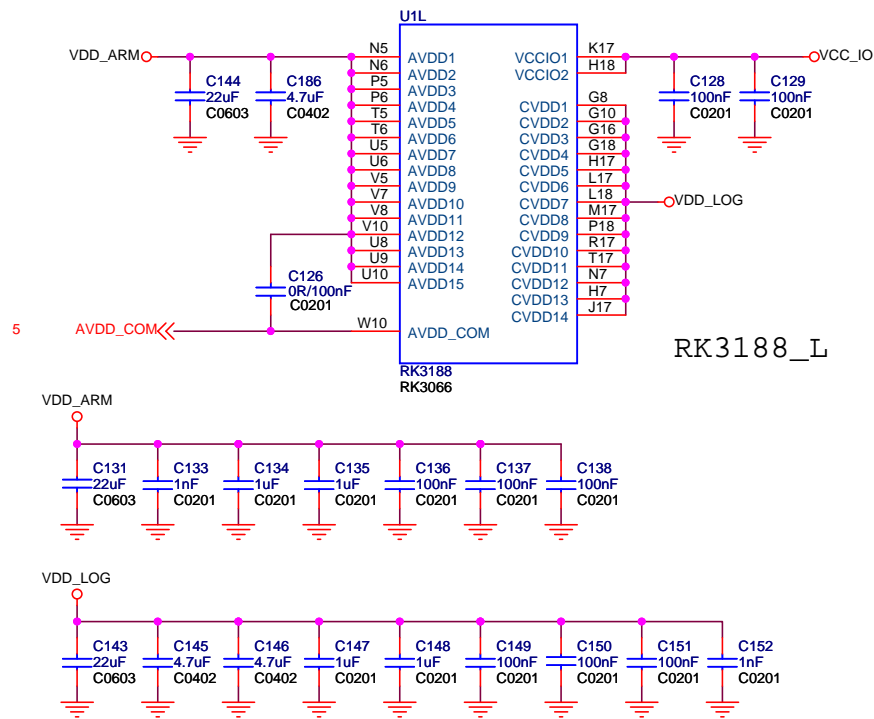 U1L
VDD_ARM
N5 AVDD1
N6 AVDD2
P5 AVDD3
P6 AVDD4
T5 AVDD5
T6 AVDD6
U5 AVDD7
U6 AVDD8
V5 AVDD9
V7 AVDD10
V8 AVDD11
V10 AVDD12
U8 AVDD13
U9 AVDD14
U10 AVDD15
W10 AVDD_COM
VCCIO1 K17
VCCIO2 H18
CVDD1 G8
CVDD2 G10
CVDD3 G16
CVDD4 G18
CVDD5 H17
CVDD6 L17
CVDD7 L18
CVDD8 M17
CVDD9 P18
CVDD10 R17
CVDD11 T17
CVDD12 N7
CVDD13 H7
CVDD14 J17
VCC_IO
VDD_LOG
C144
22uF
C0603
C186
4.7uF
C0402
C128
100nF
C0201
C129
100nF
C0201
C126
0R/100nF
C0201
5 AVDD_COM
RK3188
RK3066
RK3188_L
VDD_ARM
C131
22uF
C0603
C133
1nF
C0201
C134
1uF
C0201
C135
1uF
C0201
C136
100nF
C0201
C137
100nF
C0201
C138
100nF
C0201
VDD_LOG
C143
22uF
C0603
C145
4.7uF
C0402
C146
4.7uF
C0402
C147
1uF
C0201
C148
1uF
C0201
C149
100nF
C0201
C150
100nF
C0201
C151
100nF
C0201
C152
1nF
C0201